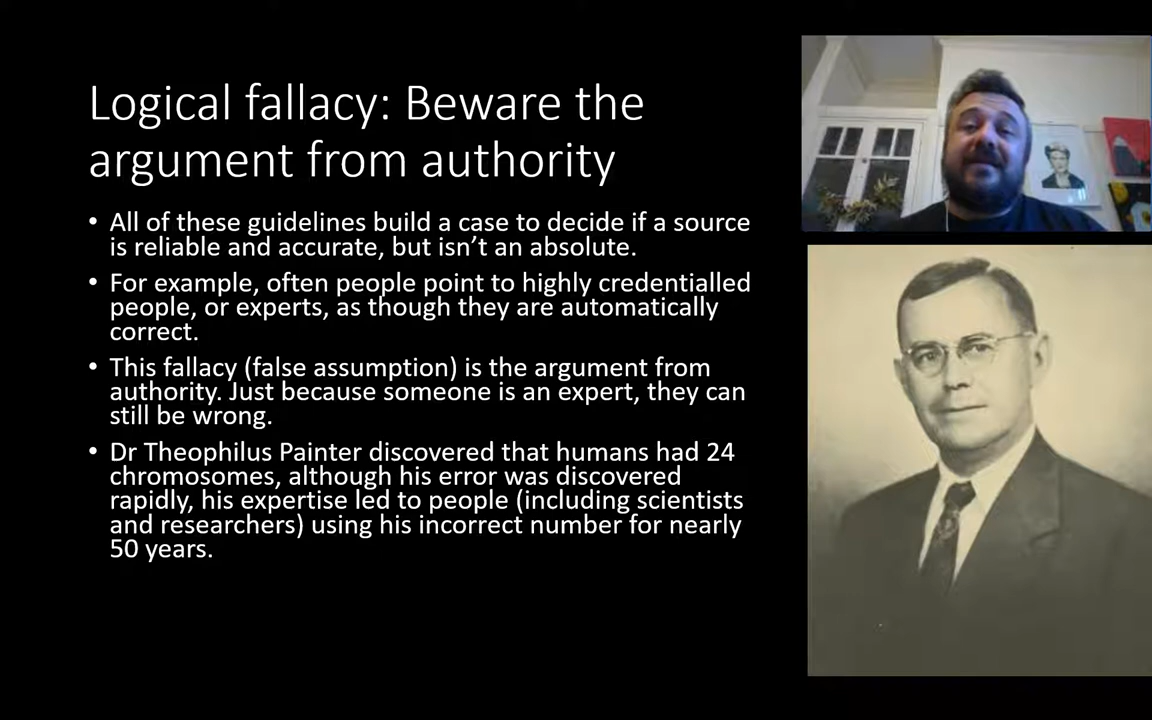 Logical fallacy: Beware the
argument from authority
• All of these guidelines build a case to decide if a source
is reliable and accurate, but isn’t an absolute.
• For example, often people point to highly credentialled
people, or experts, as though they are automatically
correct.
• This fallacy (false assumption) is the argument from
authority. Just because someone is an expert, they can
still be wrong.
• Dr Theophilus Painter discovered that humans had 24
chromosomes, although his error was discovered
rapidly, his expertise led to people (including scientists
and researchers) using his incorrect number for nearly
50 years.